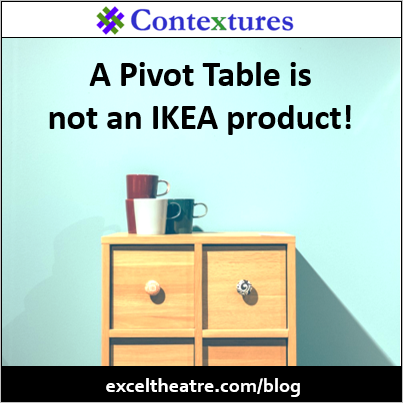 Contextures
A Pivot Table is
not an IKEA product!
exceltheatre.com/blog